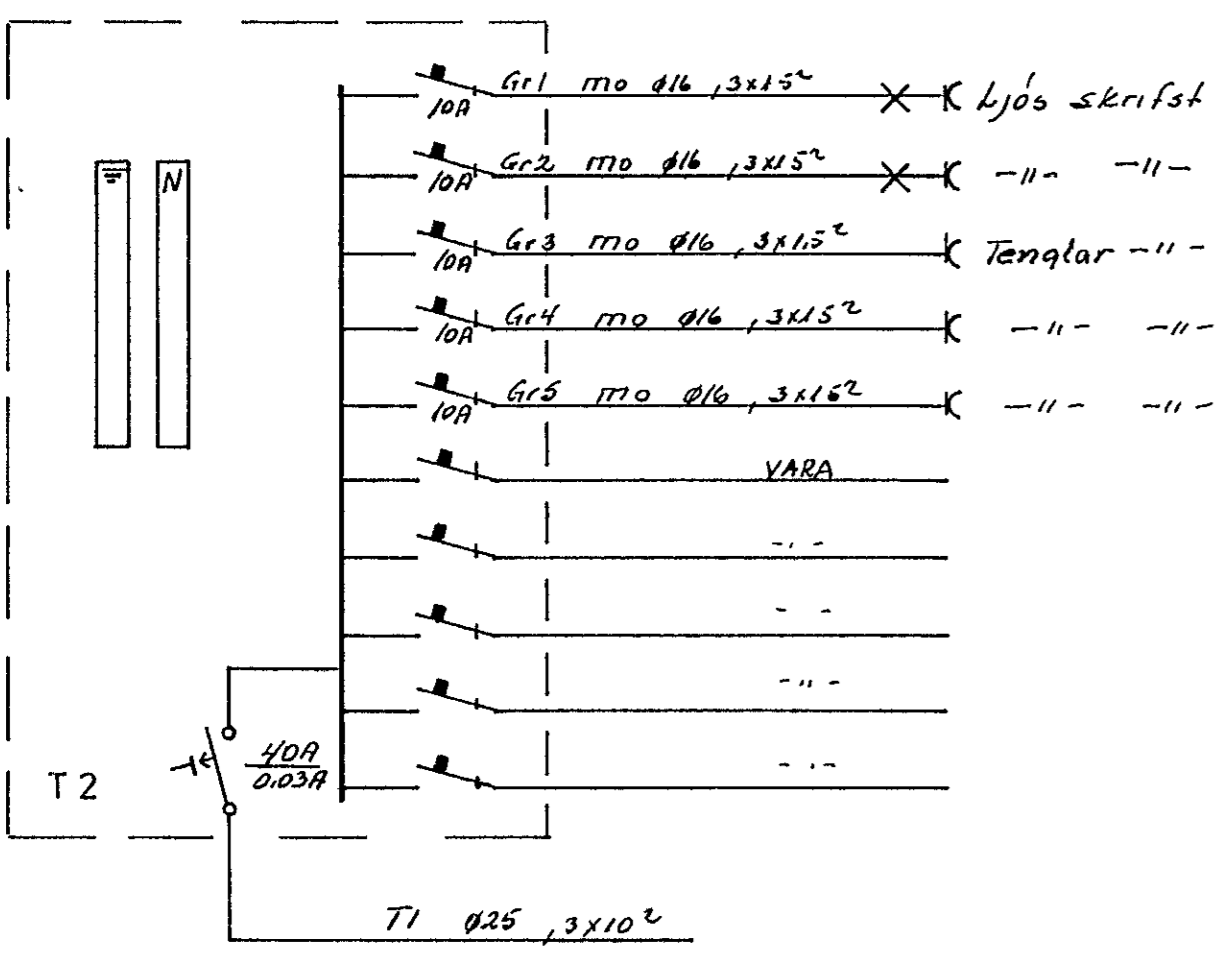 Gr1 mo ø16 ,3x1.5² Ljós skrifst
10A
N
Gr2 mo ø16 ,3x1.5² -"- -"-
10A
Gr3 mo ø16 ,3x1,5² Tenglar -"-
10A
Gr4 mo ø16 ,3x1.5² -"- -"-
10A
Gr5 mo ø16 ,3x1.5² -"- -"-
10A
VARA
-"-
- -
-"-
-"-
40A
0.03A
T2
T1 ø25 ,3x10²